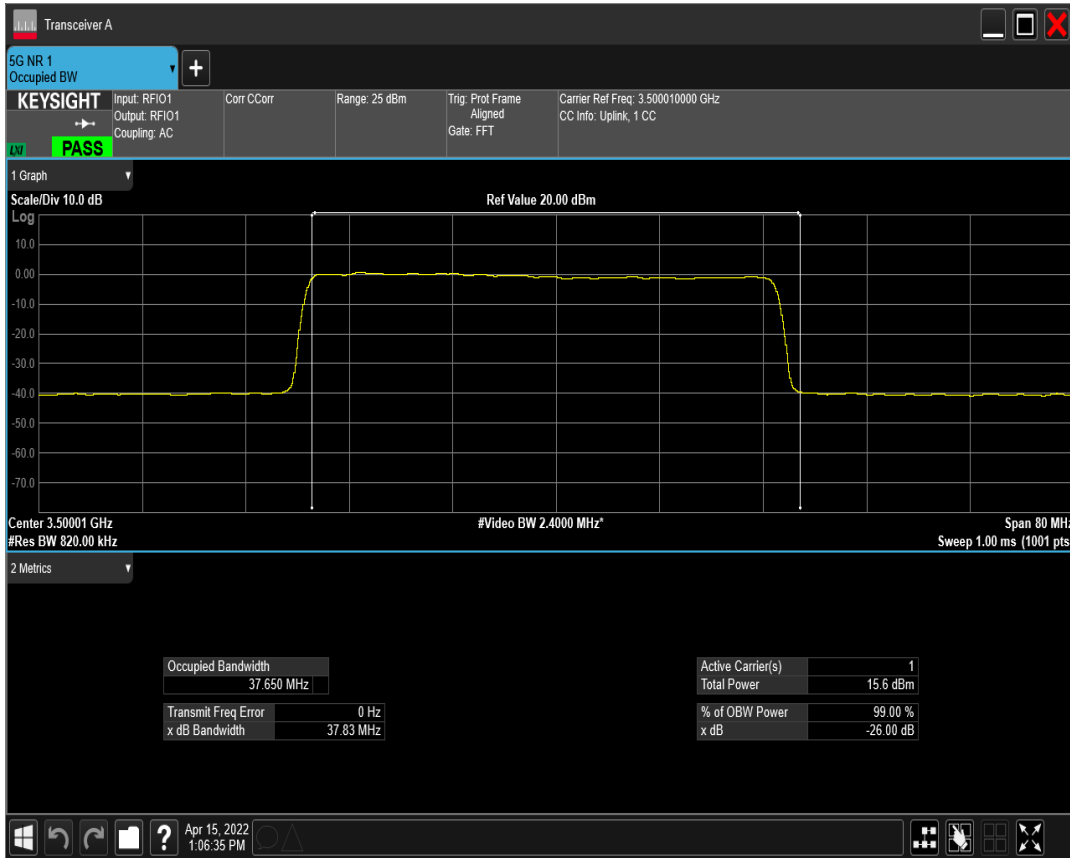 Transceiver A
5G NR 1
Occupied BW
KEYSIGHT
LXI
PASS
Input: RFIO1
Output: RFIO1
Coupling: AC
Corr CCorr
Range: 25 dBm
Trig: Prot Frame
Aligned
Gate: FFT
Carrier Ref Freq: 3.500010000 GHz
CC Info: Uplink, 1 CC
1 Graph
Scale/Div 10.0 dB
Ref Value 20.00 dBm
Log
10.0
0.00
-10.0
-20.0
-30.0
-40.0
-50.0
-60.0
-70.0
Center 3.50001 GHz
#Video BW 2.4000 MHz*
Span 80 MHz
#Res BW 820.00 kHz
Sweep 1.00 ms (1001 pts
2 Metrics
Occupied Bandwidth
37.650 MHz
Transmit Freq Error 0 Hz
x dB Bandwidth 37.83 MHz
Active Carrier(s) 1
Total Power 15.6 dBm
% of OBW Power 99.00 %
x dB -26.00 dB
Apr 15, 2022
1:06:35 PM